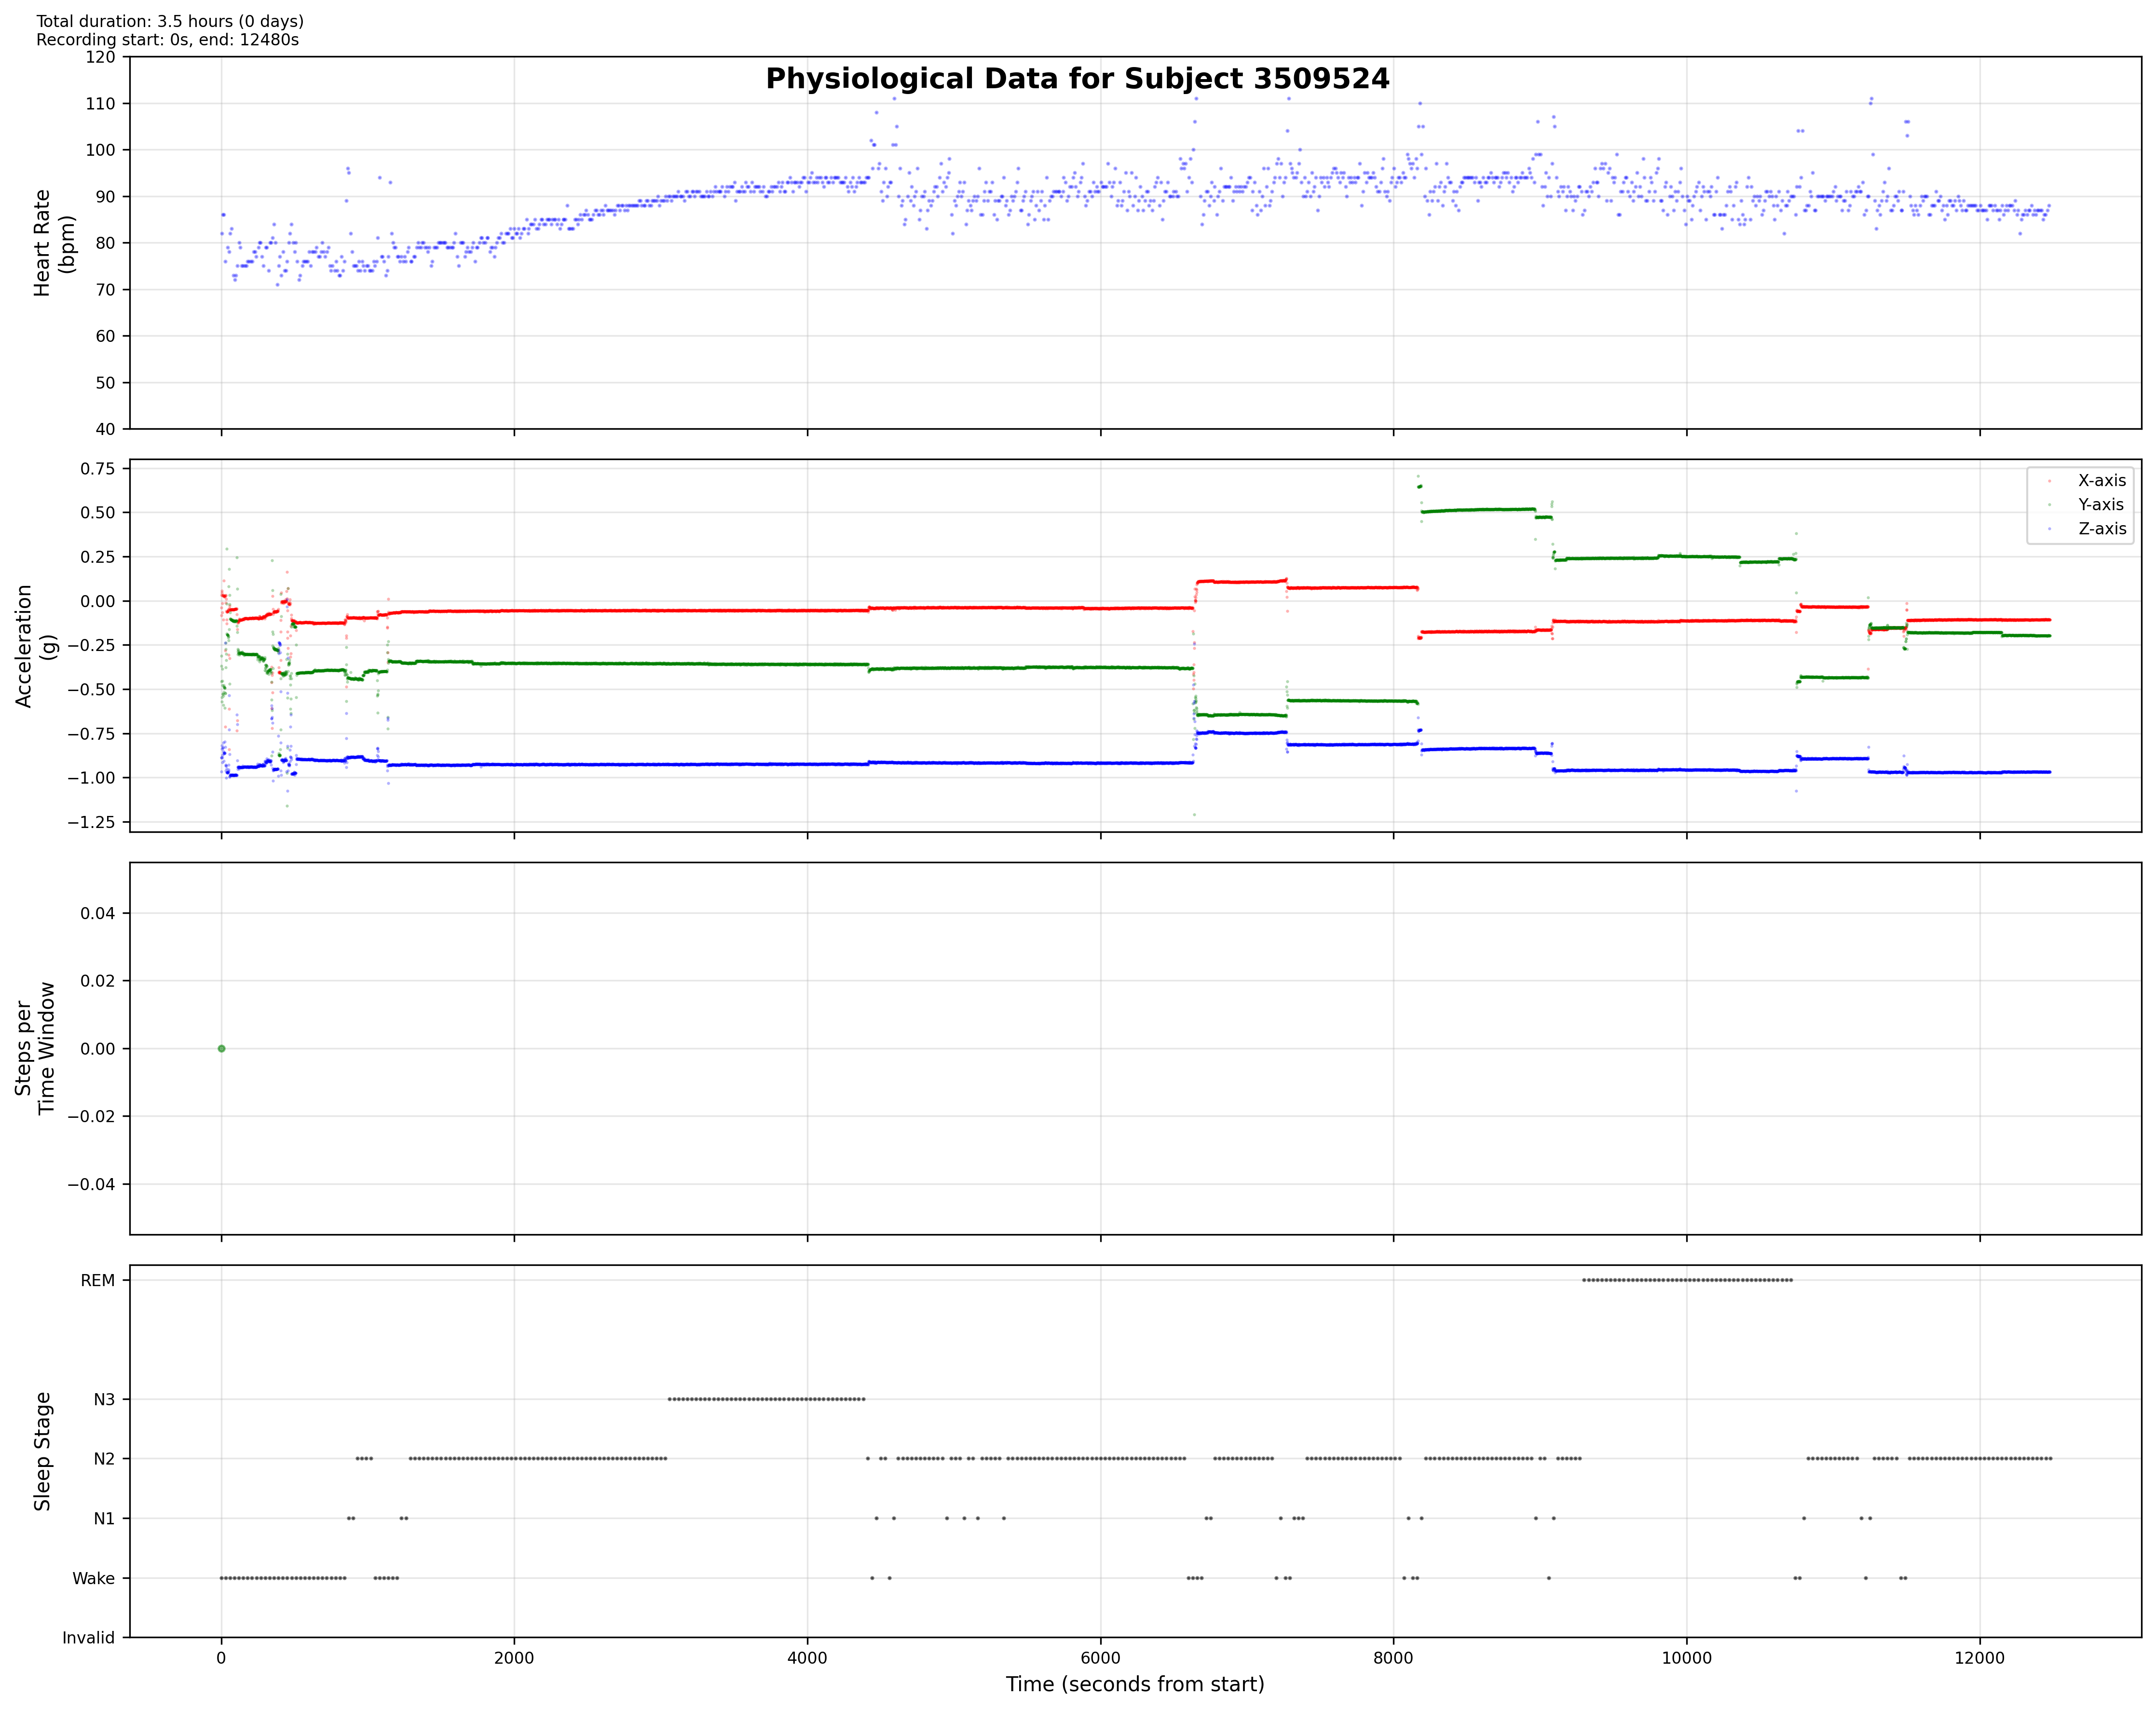 Total duration: 3.5 hours (0 days)
Recording start: 0s, end: 12480s
Physiological Data for Subject 3509524
120
110
100
90
80
70
60
50
40
Heart Rate
(bpm)
0.75
0.50
0.25
0.00
−0.25
−0.50
−0.75
−1.00
−1.25
Acceleration
(g)
X-axis
Y-axis
Z-axis
0.04
0.02
0.00
−0.02
−0.04
Steps per
Time Window
REM
N3
N2
N1
Wake
Invalid
Sleep Stage
0
2000
4000
6000
8000
10000
12000
Time (seconds from start)